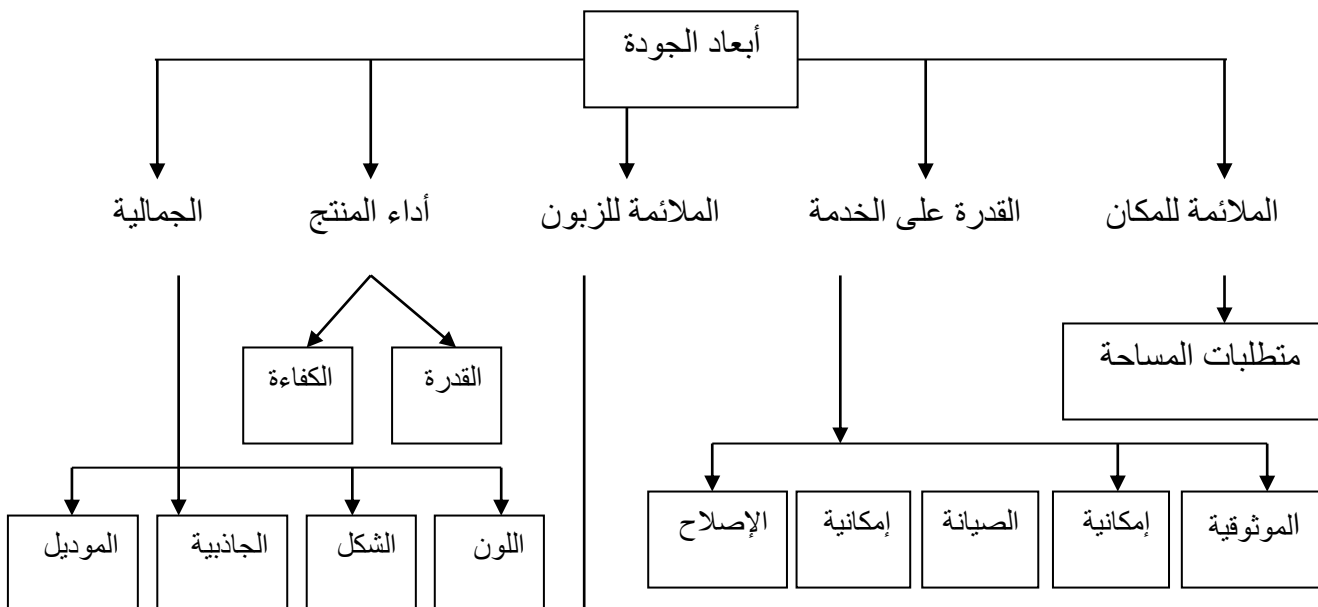 أبعاد الجودة
الملائمة للمكان
القدرة على الخدمة
الملائمة للزبون
أداء المنتج
الجمالية
متطلبات المساحة
القدرة
الكفاءة
الموثوقية
إمكانية
الصيانة
إمكانية
الإصلاح
اللون
الشكل
الجاذبية
الموديل